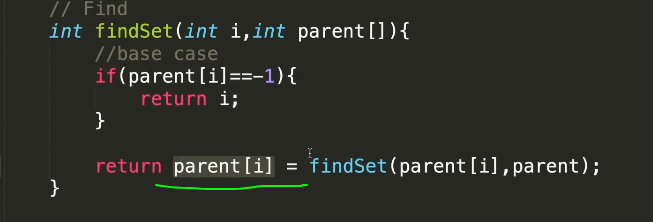 // Find
int findSet(int i,int parent[]){
//base case
if(parent[i]==-1){
return i;
}
return parent[i] = findSet(parent[i],parent);
}